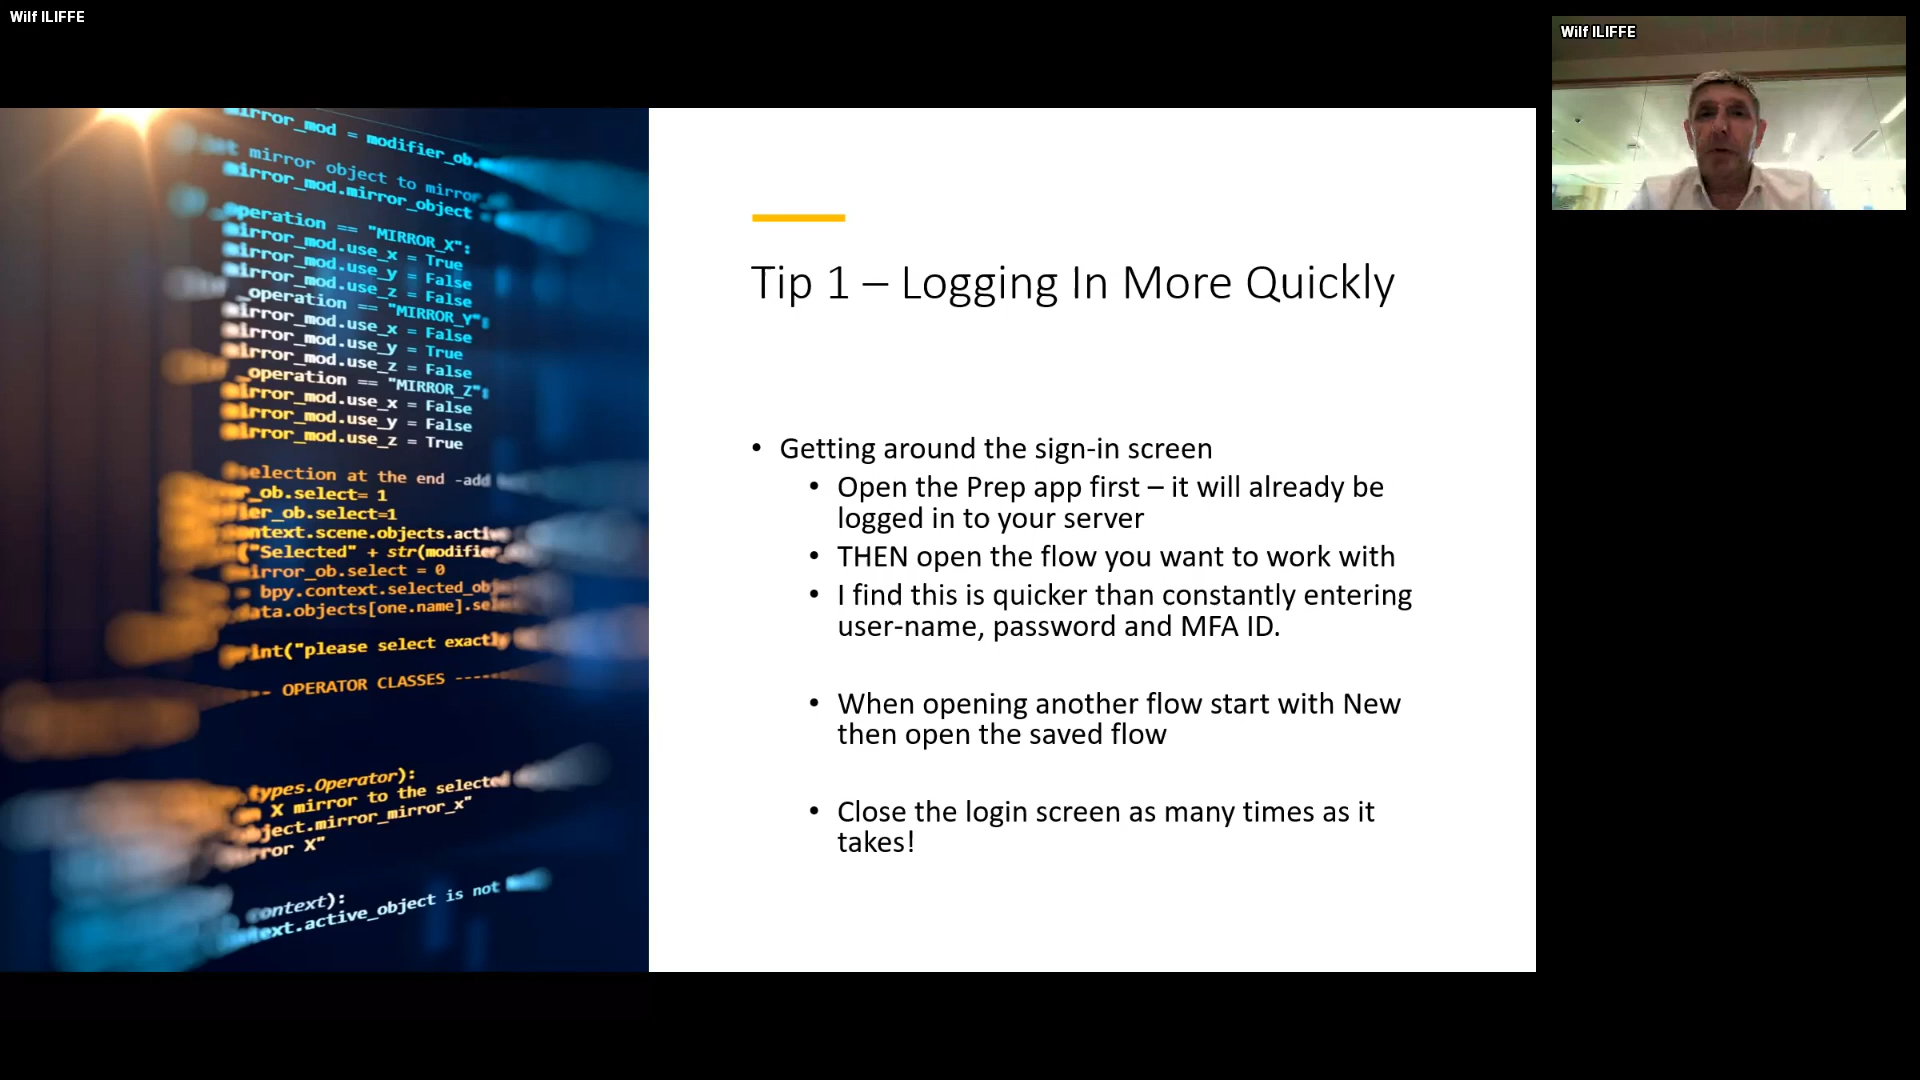 Wilf ILIFFE
Wilf ILIFFE
mirror_mod = modifier_ob.
mirror object to mirror
mirror_mod.mirror_object
operation == "MIRROR_X":
mirror_mod.use_x = True
mirror_mod.use_y = False
mirror_mod.use_z = False
_operation == "MIRROR_Y":
mirror_mod.use_x = False
mirror_mod.use_y = True
mirror_mod.use_z = False
_operation == "MIRROR_Z":
mirror_mod.use_x = False
mirror_mod.use_y = False
mirror_mod.use_z = True
selection at the end -add
_ob.select= 1
er_ob.select=1
ntext.scene.objects.activ
("Selected" + str(modifier
irror_ob.select = 0
= bpy.context.selected_ob
data.objects[one.name].se
print("please select exactl
-- OPERATOR CLASSES ----
types.Operator):
X mirror to the selected
ject.mirror_mirror_x"
ror X"
context):
ext.active_object is not
Tip 1 – Logging In More Quickly
• Getting around the sign-in screen
• Open the Prep app first – it will already be
logged in to your server
• THEN open the flow you want to work with
• I find this is quicker than constantly entering
user-name, password and MFA ID.
• When opening another flow start with New
then open the saved flow
• Close the login screen as many times as it
takes!